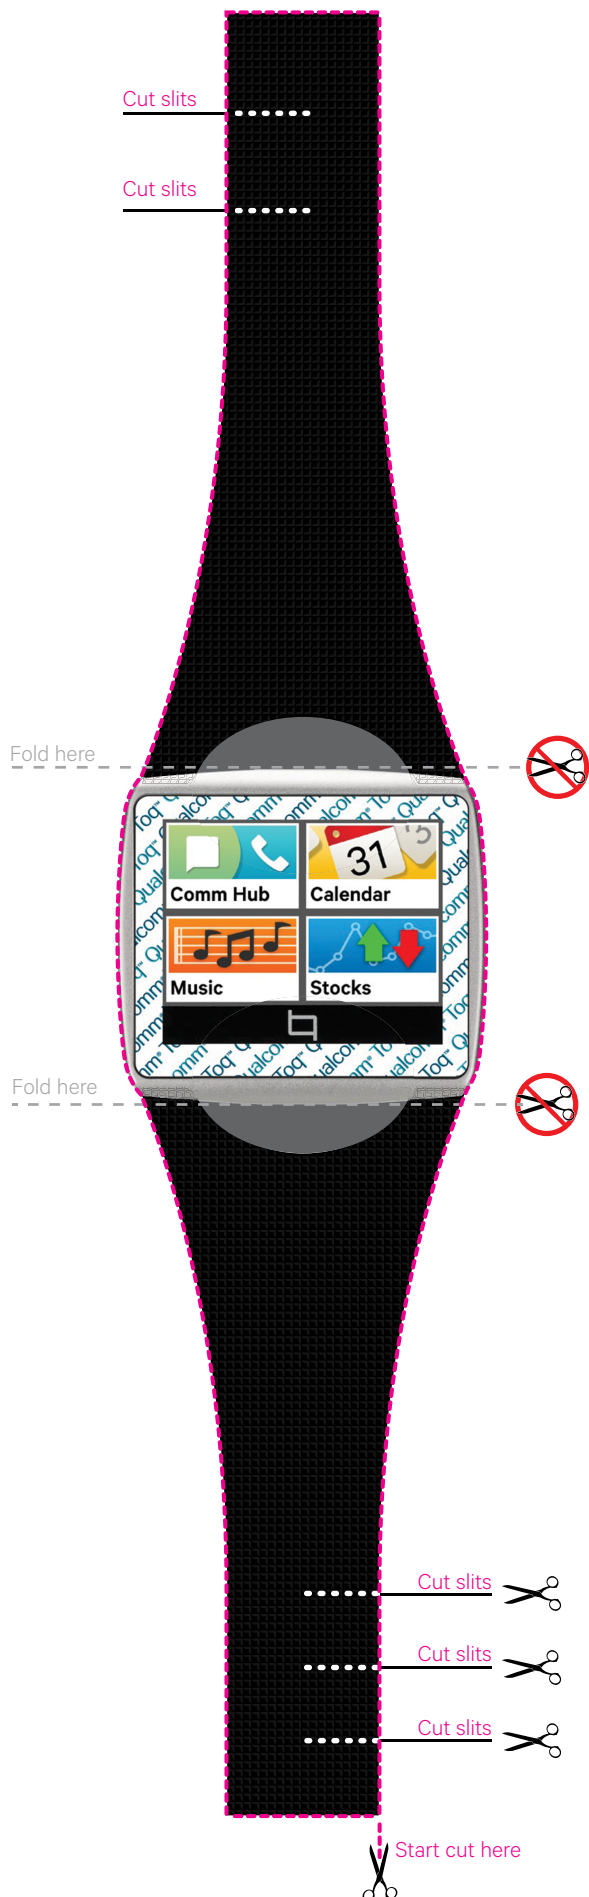 Cut slits
Cut slits
Fold here
Comm Hub
31
Calendar
Music
Stocks
Fold here
Cut slits
Cut slits
Cut slits
Start cut here